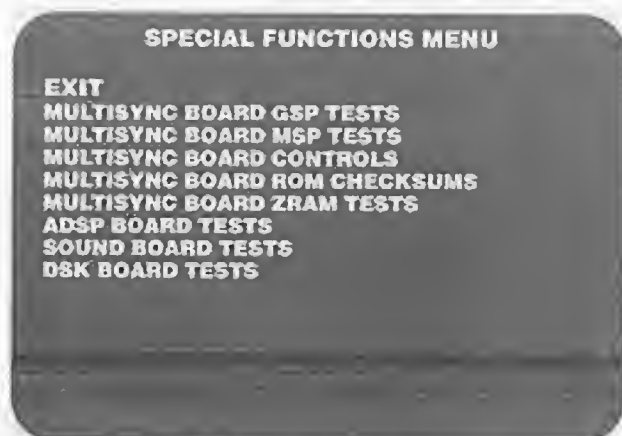 SPECIAL FUNCTIONS MENU
EXIT
MULTISYNC BOARD GSP TESTS
MULTISYNC BOARD MSP TESTS
MULTISYNC BOARD CONTROLS
MULTISYNC BOARD ROM CHECKSUMS
MULTISYNC BOARD ZRAM TESTS
ADSP BOARD TESTS
SOUND BOARD TESTS
DSK BOARD TESTS